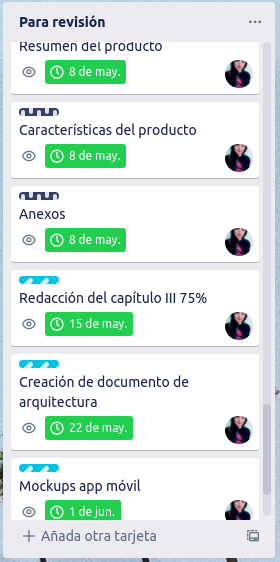 Para revisión
Resumen del producto
8 de may.
Características del producto
8 de may.
Anexos
8 de may.
Redacción del capítulo III 75%
15 de may.
Creación de documento de
arquitectura
22 de may.
Mockups app móvil
1 de jun.
Añada otra tarjeta